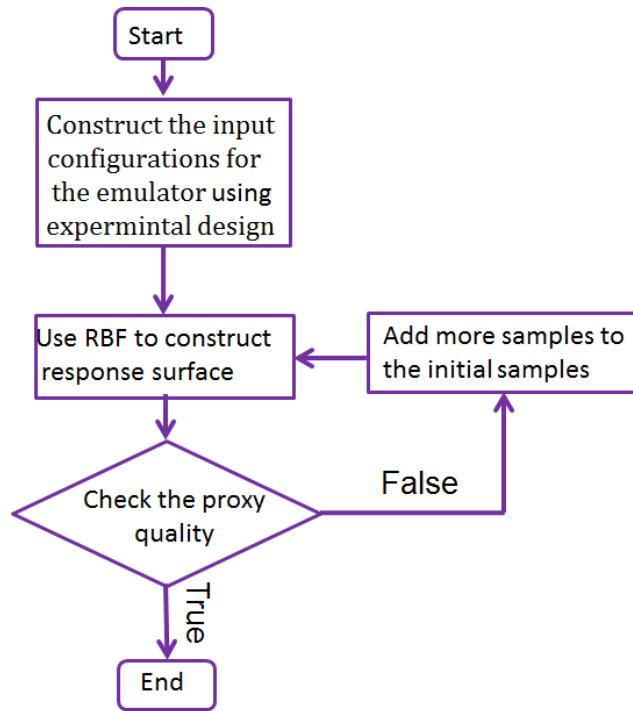 Start
Construct the input
configurations for
the emulator using
expermintal design
Use RBF to construct
response surface
Add more samples to
the initial samples
Check the proxy
quality
False
True
End